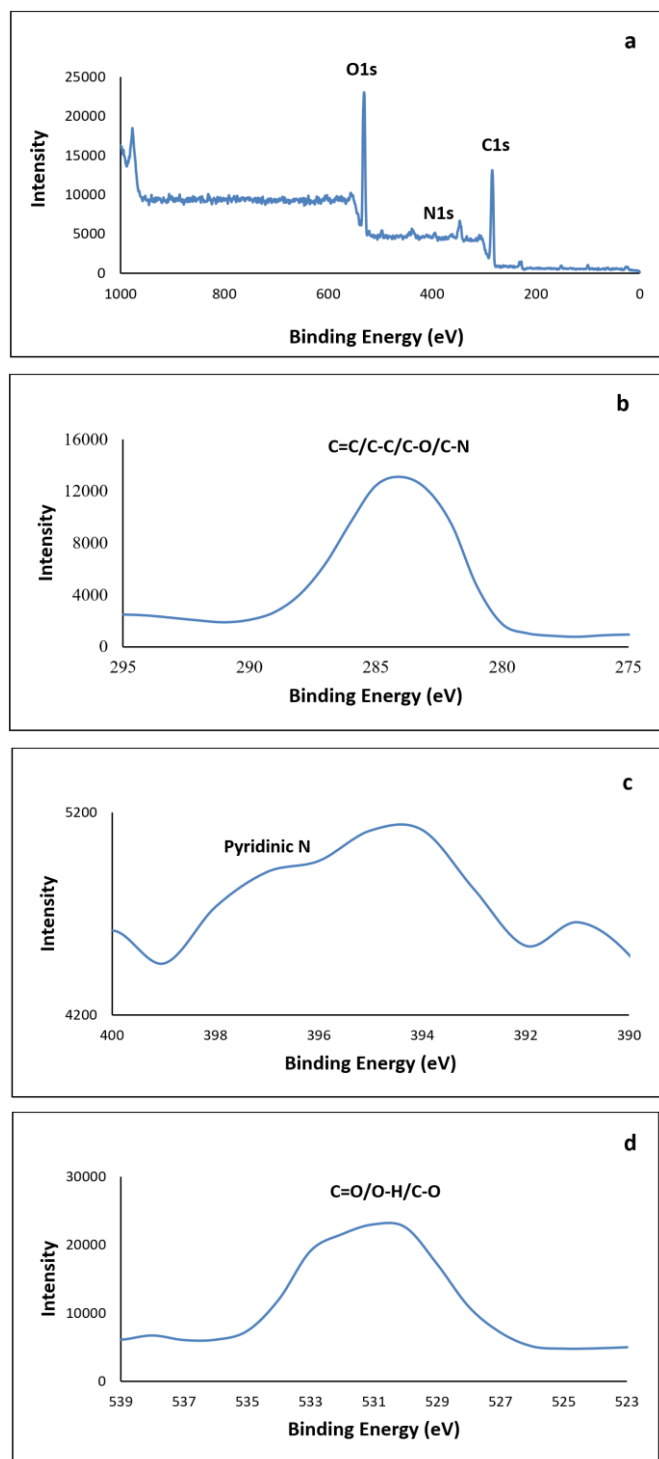 a
O1s
25000
20000
C1s
15000
Intensity
N1s
10000
5000
0
1000 800 600 400 200 0
Binding Energy (eV)
b
16000
C=C/C-C/C-O/C-N
12000
Intensity
8000
4000
0
295 290 285 280 275
Binding Energy (eV)
c
5200
Pyridinic N
Intensity
4200
400 398 396 394 392 390
Binding Energy (eV)
d
30000
C=O/O-H/C-O
20000
Intensity
10000
0
539 537 535 533 531 529 527 525 523
Binding Energy (eV)